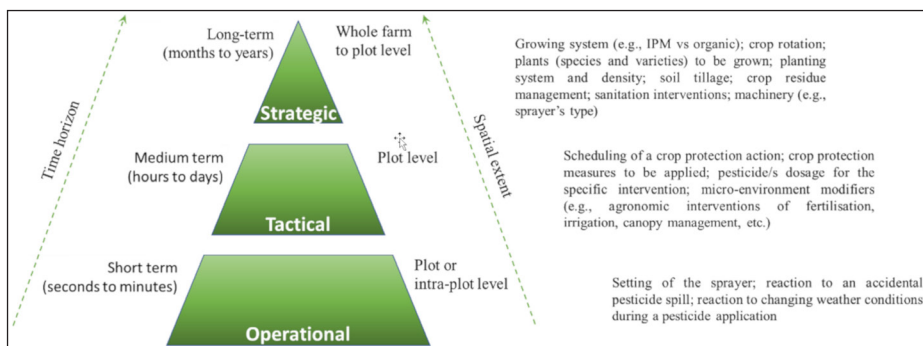 Long-term
(months to years)
Whole farm
to plot level
Strategic
Growing system (e.g., IPM vs organic); crop rotation;
plants (species and varieties) to be grown; planting
system and density; soil tillage; crop residue
management; sanitation interventions; machinery (e.g.,
sprayer's type)
Time horizon
Spatial extent
Medium term
(hours to days)
Plot level
Tactical
Scheduling of a crop protection action; crop protection
measures to be applied; pesticide/s dosage for the
specific intervention; micro-environment modifiers
(e.g., agronomic interventions of fertilisation,
irrigation, canopy management, etc.)
Short term
(seconds to minutes)
Plot or
intra-plot level
Operational
Setting of the sprayer; reaction to an accidental
pesticide spill; reaction to changing weather conditions
during a pesticide application